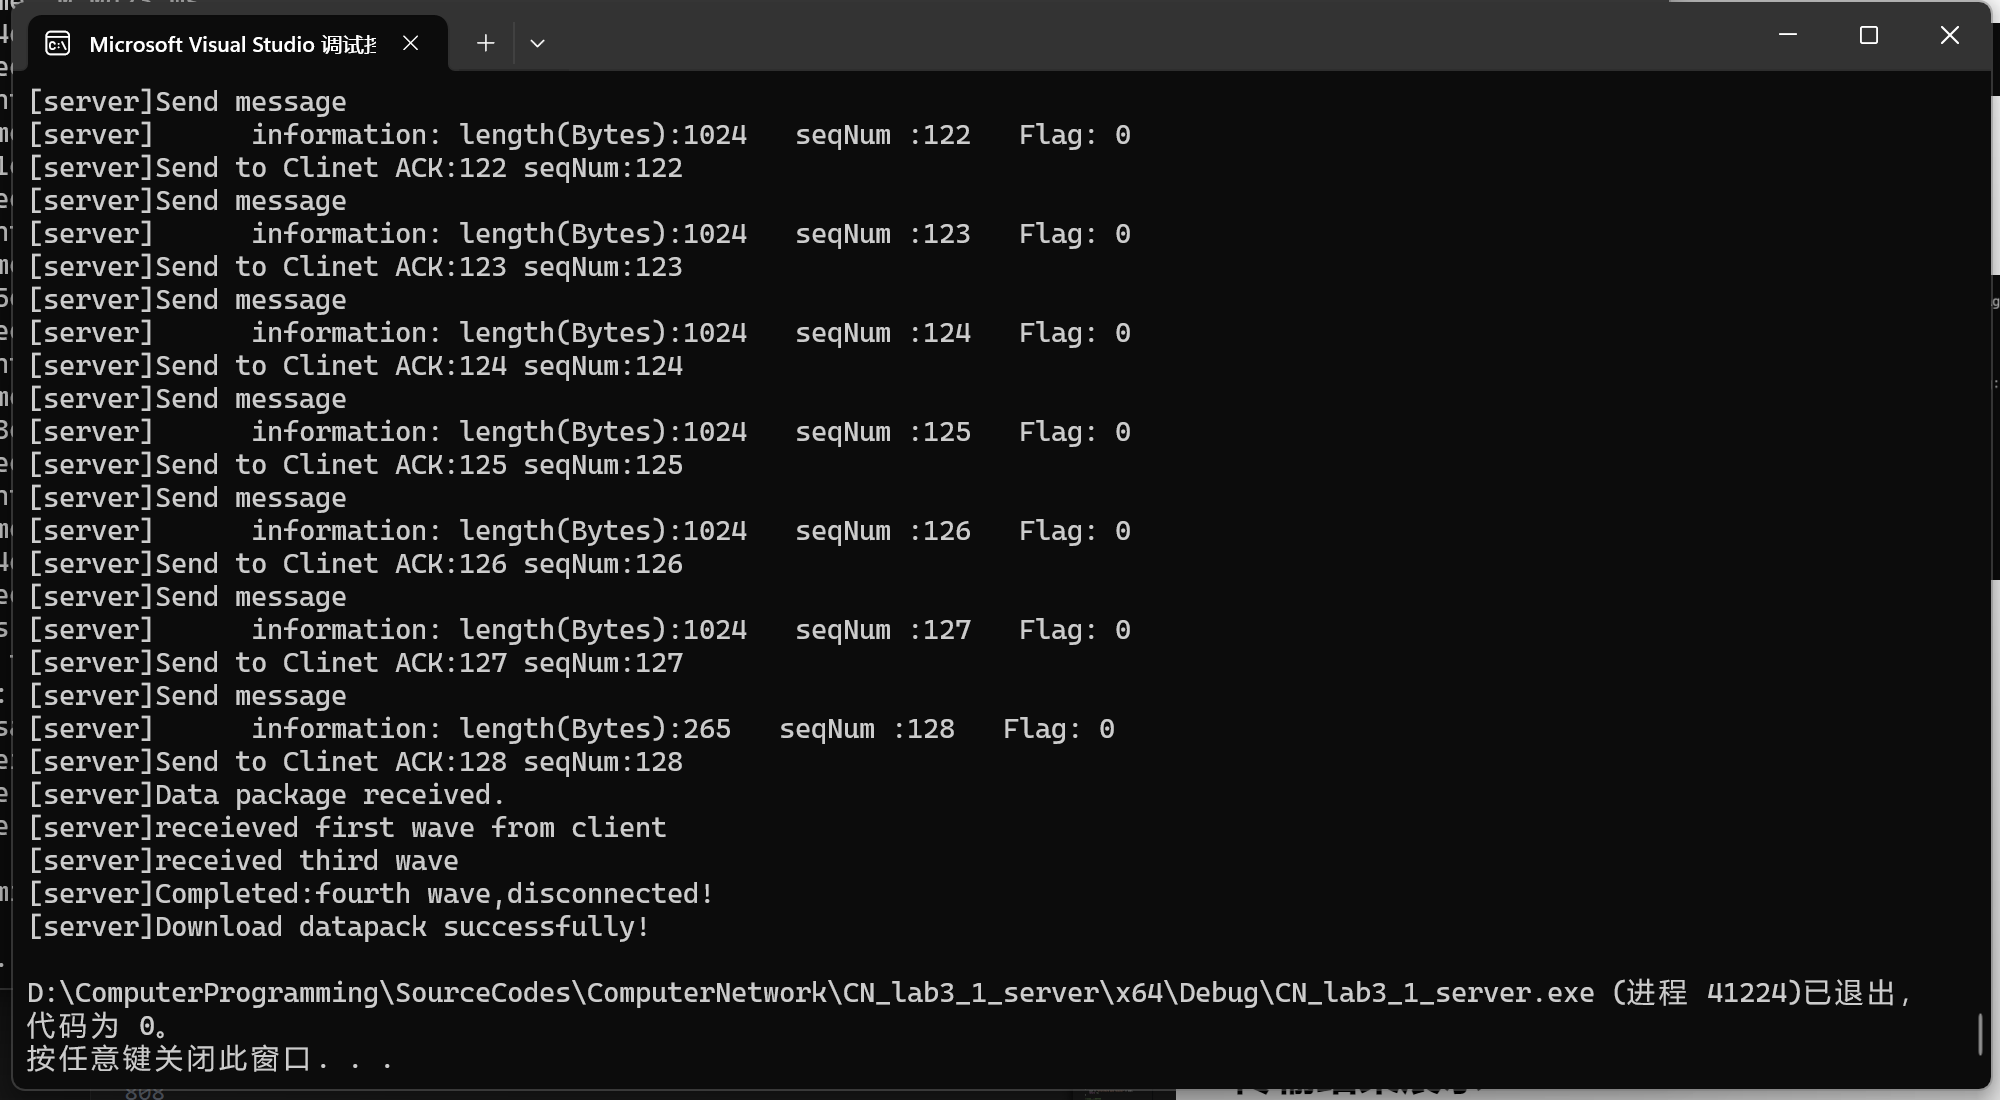 Microsoft Visual Studio 调试
[server]Send message
[server]      information: length(Bytes):1024   seqNum :122   Flag: 0
[server]Send to Clinet ACK:122 seqNum:122
[server]Send message
[server]      information: length(Bytes):1024   seqNum :123   Flag: 0
[server]Send to Clinet ACK:123 seqNum:123
[server]Send message
[server]      information: length(Bytes):1024   seqNum :124   Flag: 0
[server]Send to Clinet ACK:124 seqNum:124
[server]Send message
[server]      information: length(Bytes):1024   seqNum :125   Flag: 0
[server]Send to Clinet ACK:125 seqNum:125
[server]Send message
[server]      information: length(Bytes):1024   seqNum :126   Flag: 0
[server]Send to Clinet ACK:126 seqNum:126
[server]Send message
[server]      information: length(Bytes):1024   seqNum :127   Flag: 0
[server]Send to Clinet ACK:127 seqNum:127
[server]Send message
[server]      information: length(Bytes):265   seqNum :128   Flag: 0
[server]Send to Clinet ACK:128 seqNum:128
[server]Data package received.
[server]receieved first wave from client
[server]received third wave
[server]Completed:fourth wave,disconnected!
[server]Download datapack successfully!
D:\ComputerProgramming\SourceCodes\ComputerNetwork\CN_lab3_1_server\x64\Debug\CN_lab3_1_server.exe (进程 41224)已退出，
代码为 0。
按任意键关闭此窗口. . .